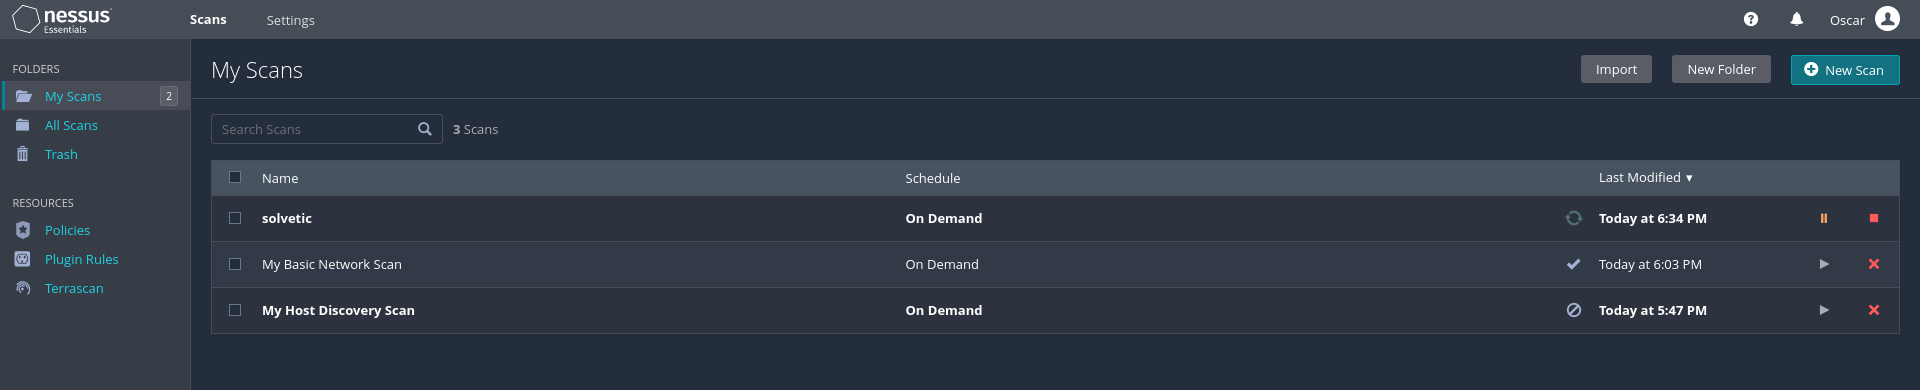 nessus
Essentials
Scans Settings Oscar
FOLDERS
My Scans 2
All Scans
Trash
RESOURCES
Policies
Plugin Rules
Terrascan
My Scans Import New Folder New Scan
Search Scans 3 Scans
Name Schedule Last Modified ▼
solvetic On Demand Today at 6:34 PM
My Basic Network Scan On Demand Today at 6:03 PM
My Host Discovery Scan On Demand Today at 5:47 PM